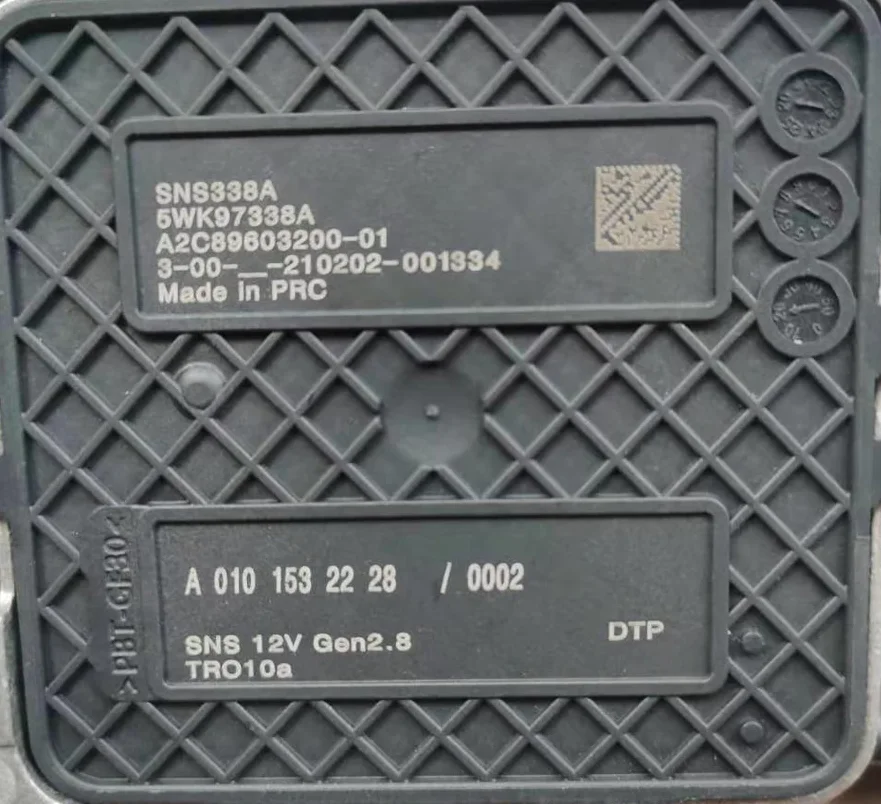 SNS338A
5WK97338A
A2C89603200-01
3-00-__-210202-001334
Made in PRC
>PBT-GF30<
A 010 153 22 28 / 0002
SNS 12V Gen2.8
DTP
TRO10a